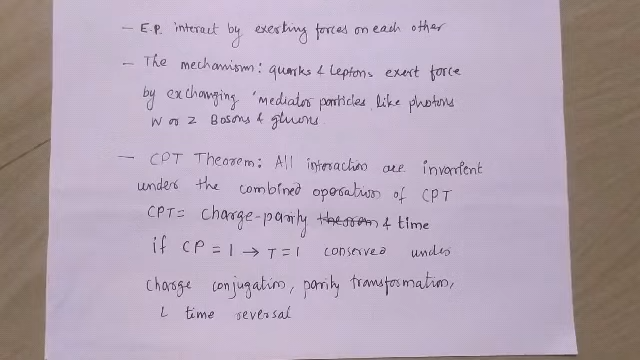 - E.P. interact by exerting forces on each other
- The mechanism: quarks & Leptons exert force
by exchanging 'mediator particles like photons
W or Z Bosons & gluons
- CPT Theorem: All interaction are invarient
under the combined operation of CPT
CPT = charge-parity theorem & time
if CP = 1 → T = 1 conserved under
charge conjugation, parity transformation,
& time reversal